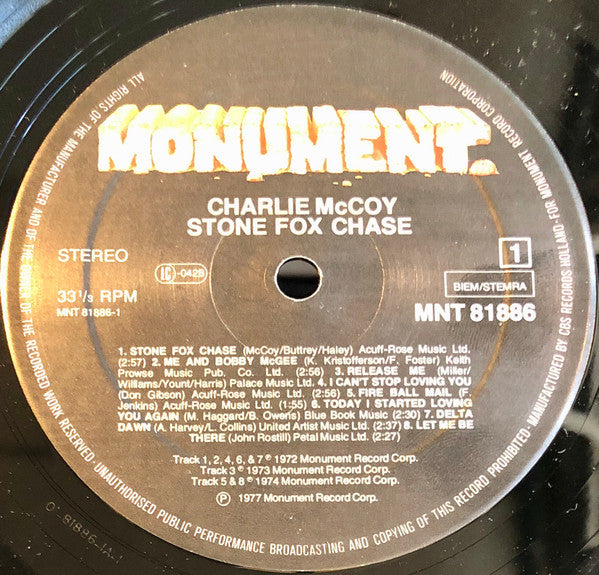 MONUMENT.
CHARLIE McCOY
STONE FOX CHASE
STEREO
LC-0428
1
33 1/3 RPM
BIEM/STEMRA
MNT 81886-1
MNT 81886
1. STONE FOX CHASE (McCoy/Buttrey/Haley) Acuff-Rose Music Ltd.
(2:57) 2. ME AND BOBBY McGEE (K. Kristofferson/F. Foster) Keith
Prowse Music Pub. Co. Ltd. (2:56) 3. RELEASE ME (Miller/
Williams/Yount/Harris) Palace Music Ltd. 4. I CAN'T STOP LOVING YOU
(Don Gibson) Acuff-Rose Music Ltd. (2:56) 5. FIRE BALL MAIL (F.
Jenkins) Acuff-Rose Music Ltd. (1:55) 6. TODAY I STARTED LOVING
YOU AGAIN (M. Haggard/B. Owens) Blue Book Music (2:30) 7. DELTA
DAWN (A. Harvey/L. Collins) United Artist Music Ltd. (2:27) 8. LET ME BE
THERE (John Rostill) Petal Music Ltd. (2:27)
Track 1, 2, 4, 6, & 7 ℗ 1972 Monument Record Corp.
Track 3 ℗ 1973 Monument Record Corp.
Track 5 & 8 ℗ 1974 Monument Record Corp.
℗ 1977 Monument Record Corp.
ALL RIGHTS OF THE MANUFACTURER AND OF THE OWNER OF THE RECORDED WORK RESERVED·UNAUTHORISED PUBLIC PERFORMANCE BROADCASTING AND COPYING OF THIS RECORD PROHIBITED·MANUFACTURED BY CBS RECORDS HOLLAND·FOR MONUMENT RECORD CORPORATION